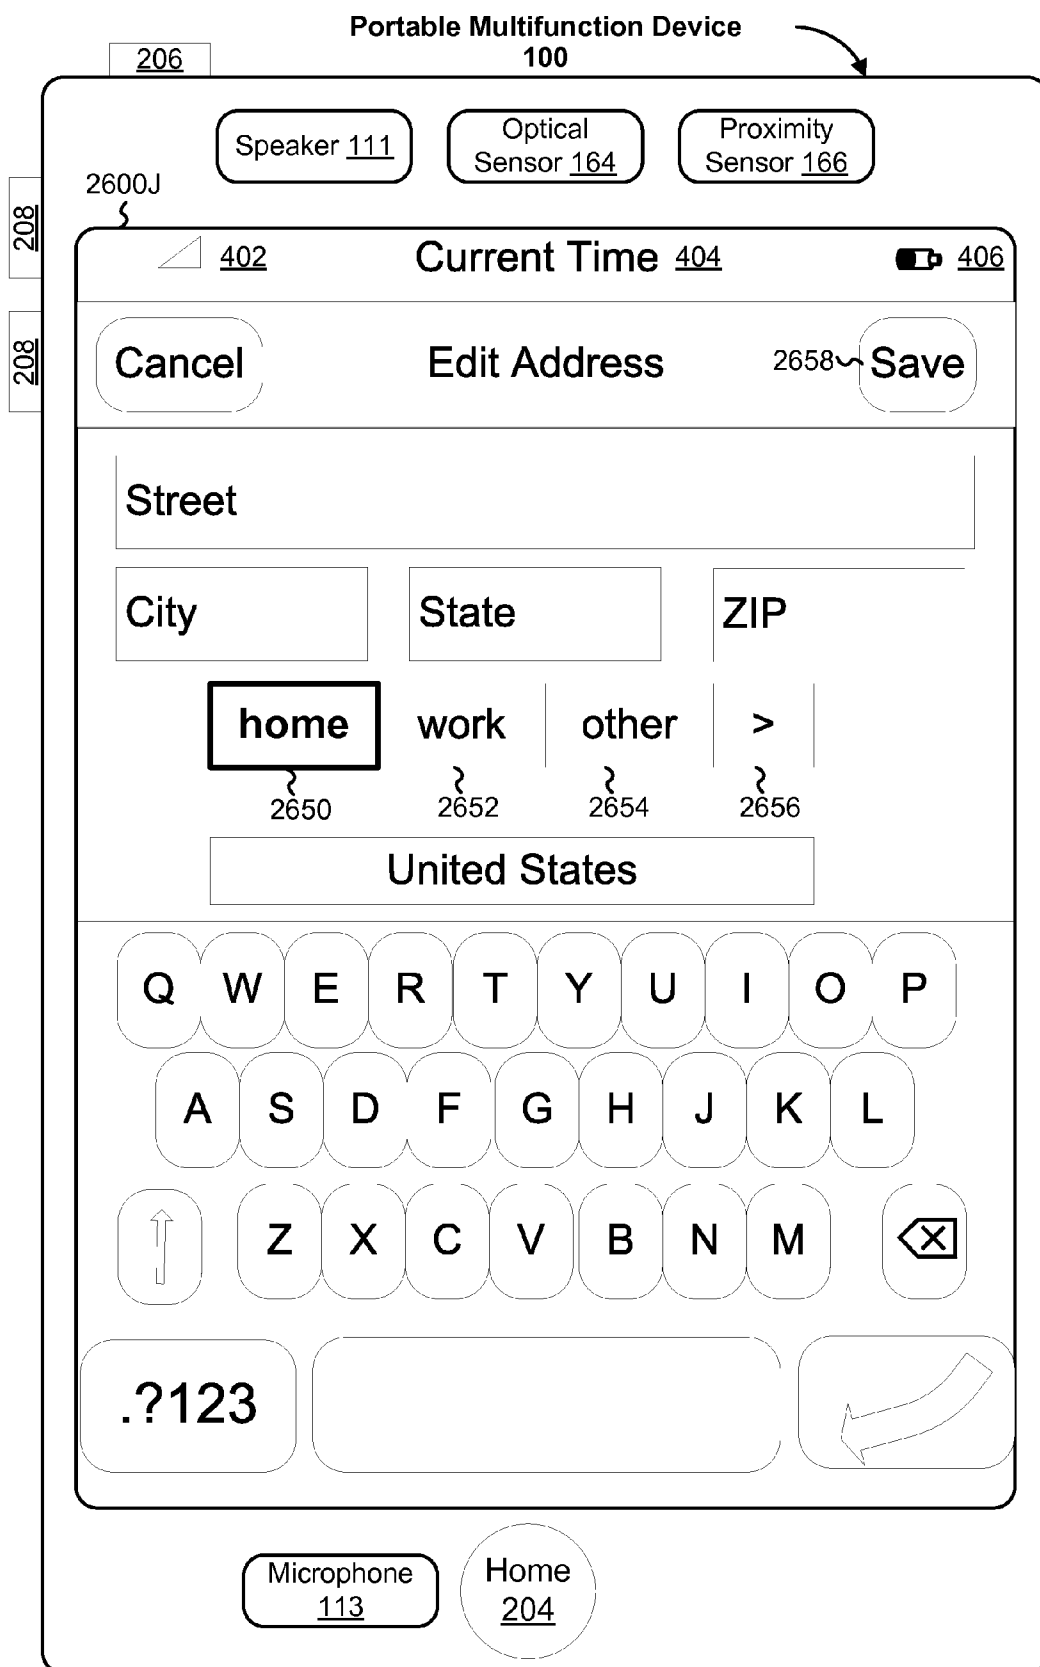 Portable Multifunction Device
100
206
Speaker 111
Optical
Sensor 164
Proximity
Sensor 166
2600J
208
402
Current Time 404
406
208
Cancel
Edit Address
2658
Save
Street
City
State
ZIP
home
work
other
>
2650
2652
2654
2656
United States
Q W E R T Y U I O P
A S D F G H J K L
Z X C V B N M
.?123
Microphone
113
Home
204